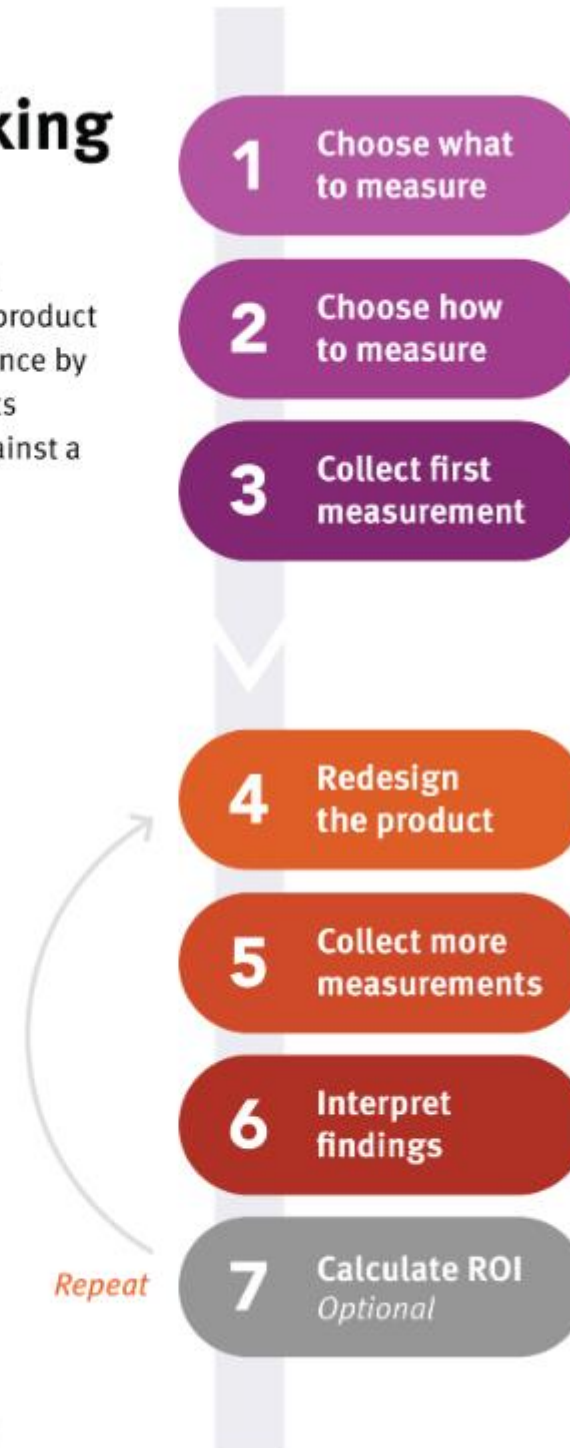 king
product
nce by
s
ainst a
1
Choose what
to measure
2
Choose how
to measure
3
Collect first
measurement
4
Redesign
the product
5
Collect more
measurements
6
Interpret
findings
7
Calculate ROI
Optional
Repeat